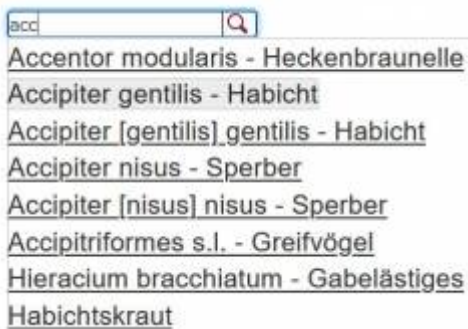 acc
Accentor modularis - Heckenbraunelle
Accipiter gentilis - Habicht
Accipiter [gentilis] gentilis - Habicht
Accipiter nisus - Sperber
Accipiter [nisus] nisus - Sperber
Accipitriformes s.l. - Greifvögel
Hieracium bracchiatum - Gabelästiges
Habichtskraut